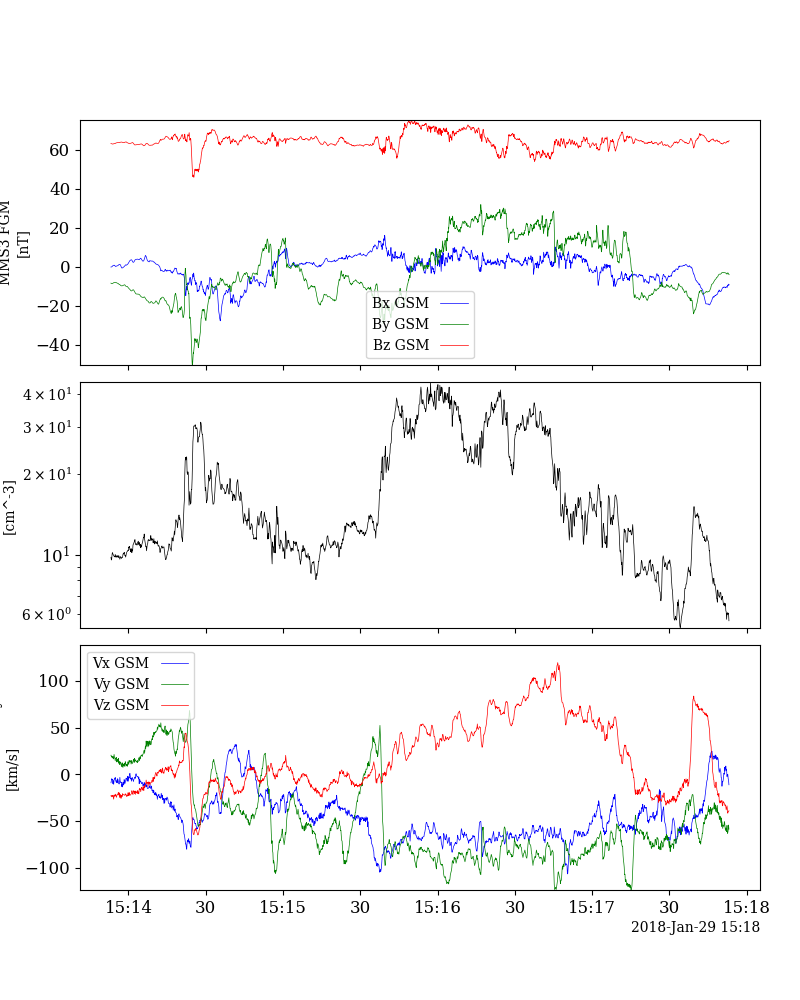 60
40
20
0
−20
−40
MMS3 FGM
[nT]
Bx GSM
By GSM
Bz GSM
4 × 10¹
3 × 10¹
2 × 10¹
10¹
6 × 10⁰
[cm^-3]
Vx GSM
Vy GSM
Vz GSM
100
50
0
−50
−100
[km/s]
15:14
30
15:15
30
15:16
30
15:17
30
15:18
2018-Jan-29 15:18